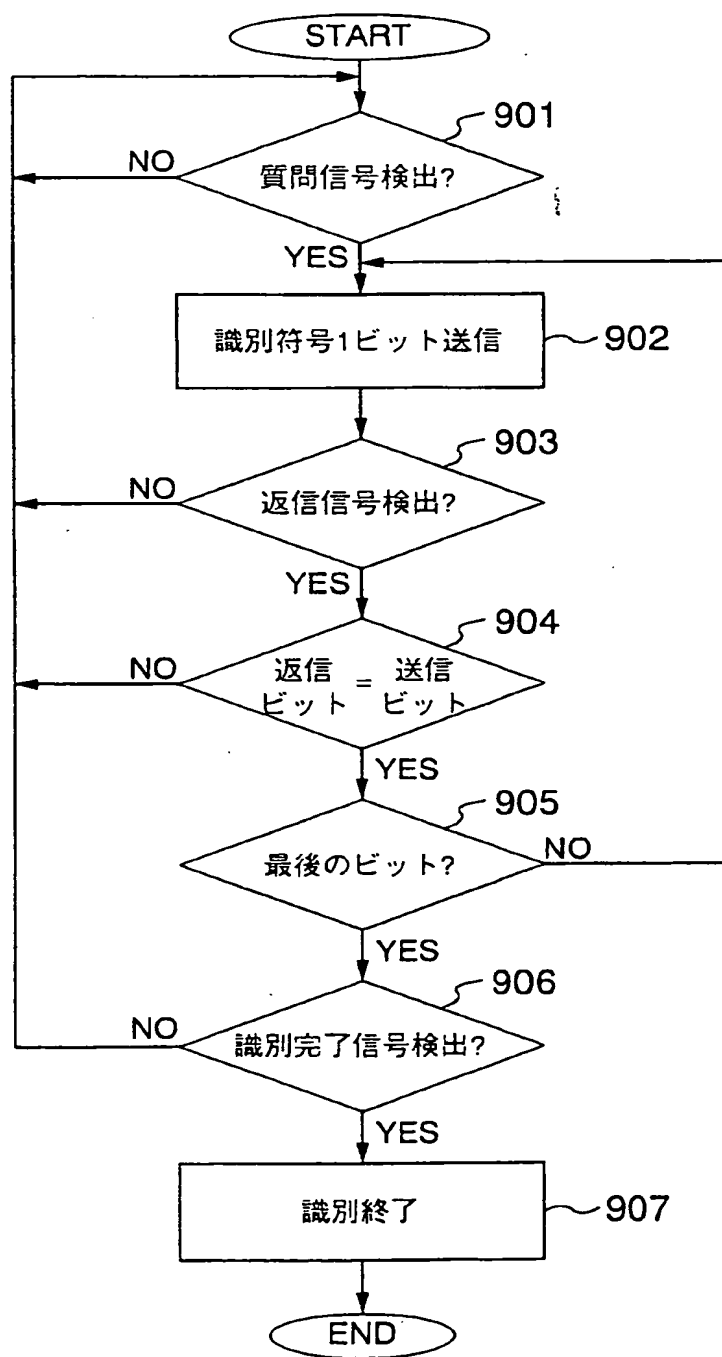 START
901
NO
質問信号検出?
YES
識別符号1ビット送信
902
903
NO
返信信号検出?
YES
904
NO
返信 送信
ビット = ビット
YES
905
最後のビット?
NO
YES
906
NO
識別完了信号検出?
YES
識別終了
907
END